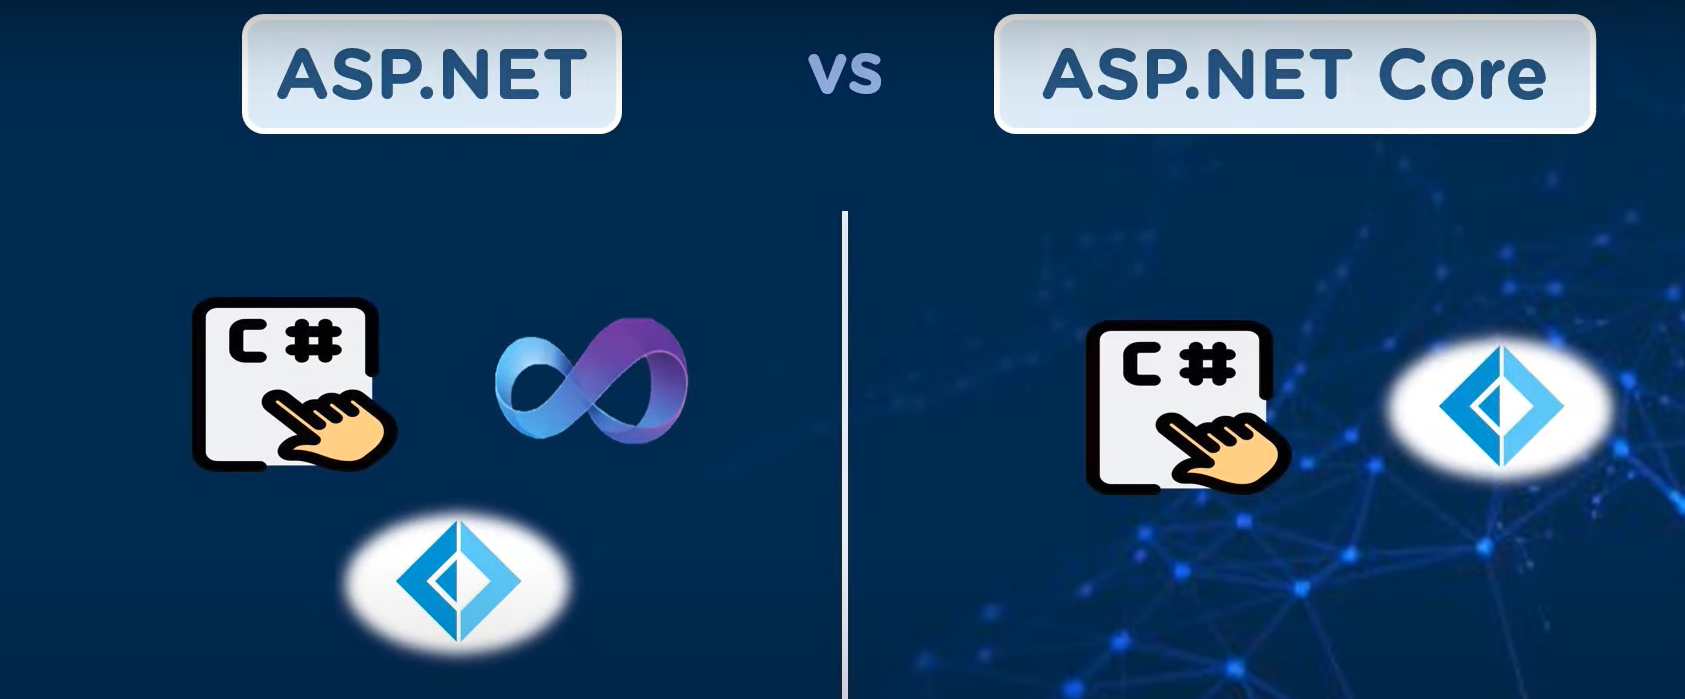 ASP.NET
VS
ASP.NET Core
C #
C #